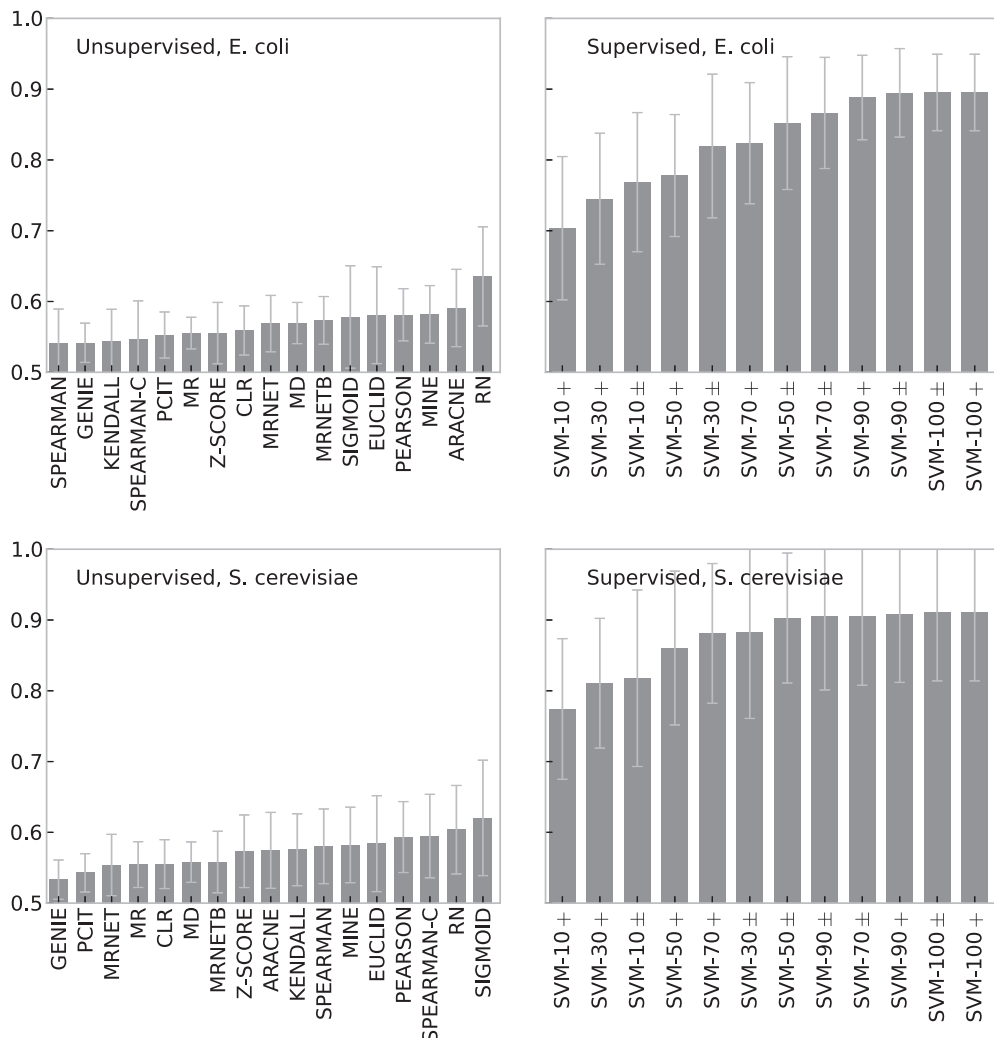 Unsupervised, E. coli
1.0
0.9
0.8
0.7
0.6
0.5
SPEARMAN
GENIE
KENDALL
SPEARMAN-C
PCIT
MR
Z-SCORE
CLR
MRNET
MD
MRNETB
SIGMOID
EUCLID
PEARSON
MINE
ARACNE
RN
Supervised, E. coli
SVM-10 +
SVM-30 +
SVM-10 ±
SVM-50 +
SVM-30 ±
SVM-70 +
SVM-50 ±
SVM-70 ±
SVM-90 +
SVM-90 ±
SVM-100 ±
SVM-100 +
Unsupervised, S. cerevisiae
1.0
0.9
0.8
0.7
0.6
0.5
GENIE
PCIT
MRNET
MR
CLR
MD
MRNETB
Z-SCORE
ARACNE
KENDALL
SPEARMAN
MINE
EUCLID
PEARSON
SPEARMAN-C
RN
SIGMOID
Supervised, S. cerevisiae
SVM-10 +
SVM-30 +
SVM-10 ±
SVM-50 +
SVM-70 +
SVM-30 ±
SVM-50 ±
SVM-90 ±
SVM-70 ±
SVM-90 +
SVM-100 ±
SVM-100 +